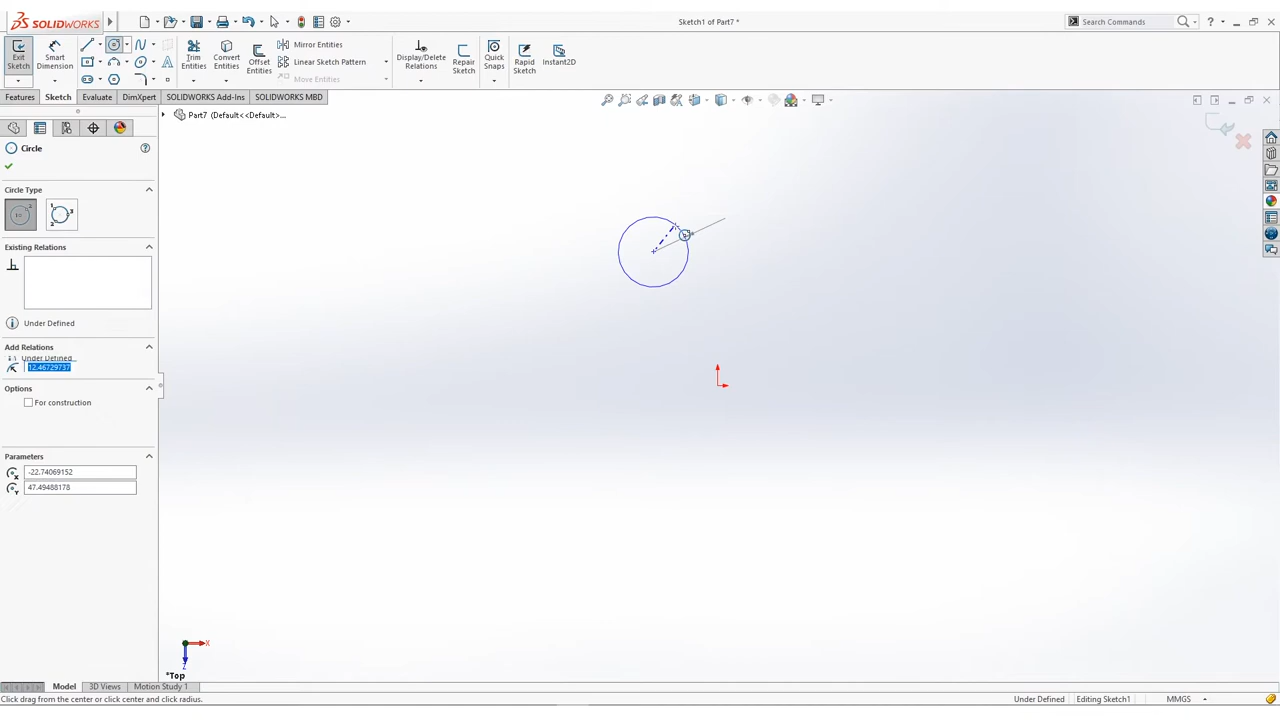 SOLIDWORKS
Sketch1 of Part7 *
Search Commands
?
Exit Sketch
Smart Dimension
Trim Entities
Convert Entities
Offset Entities
Mirror Entities
Linear Sketch Pattern
Move Entities
Display/Delete Relations
Repair Sketch
Quick Snaps
Rapid Sketch
Instant2D
Features
Sketch
Evaluate
DimXpert
SOLIDWORKS Add-Ins
SOLIDWORKS MBD
Part7 (Default<<Default>...
Circle
Circle Type
Existing Relations
Under Defined
Add Relations
Under Defined...
12.46729737
Options
For construction
Parameters
-22.74069152
47.49488178
X
Z
*Top
Model
3D Views
Motion Study 1
Click drag from the center or click center and click radius.
Under Defined
Editing Sketch1
MMGS